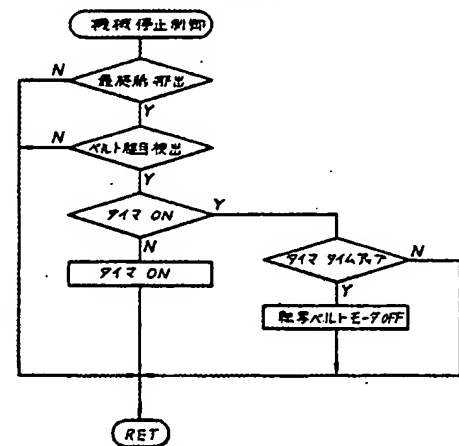 機械停止制御
N
最終紙排出
Y
N
ベルト継目検出
Y
タイマ ON
Y
N
タイマ ON
タイマ タイムアップ
N
Y
転写ベルトモータOFF
RET